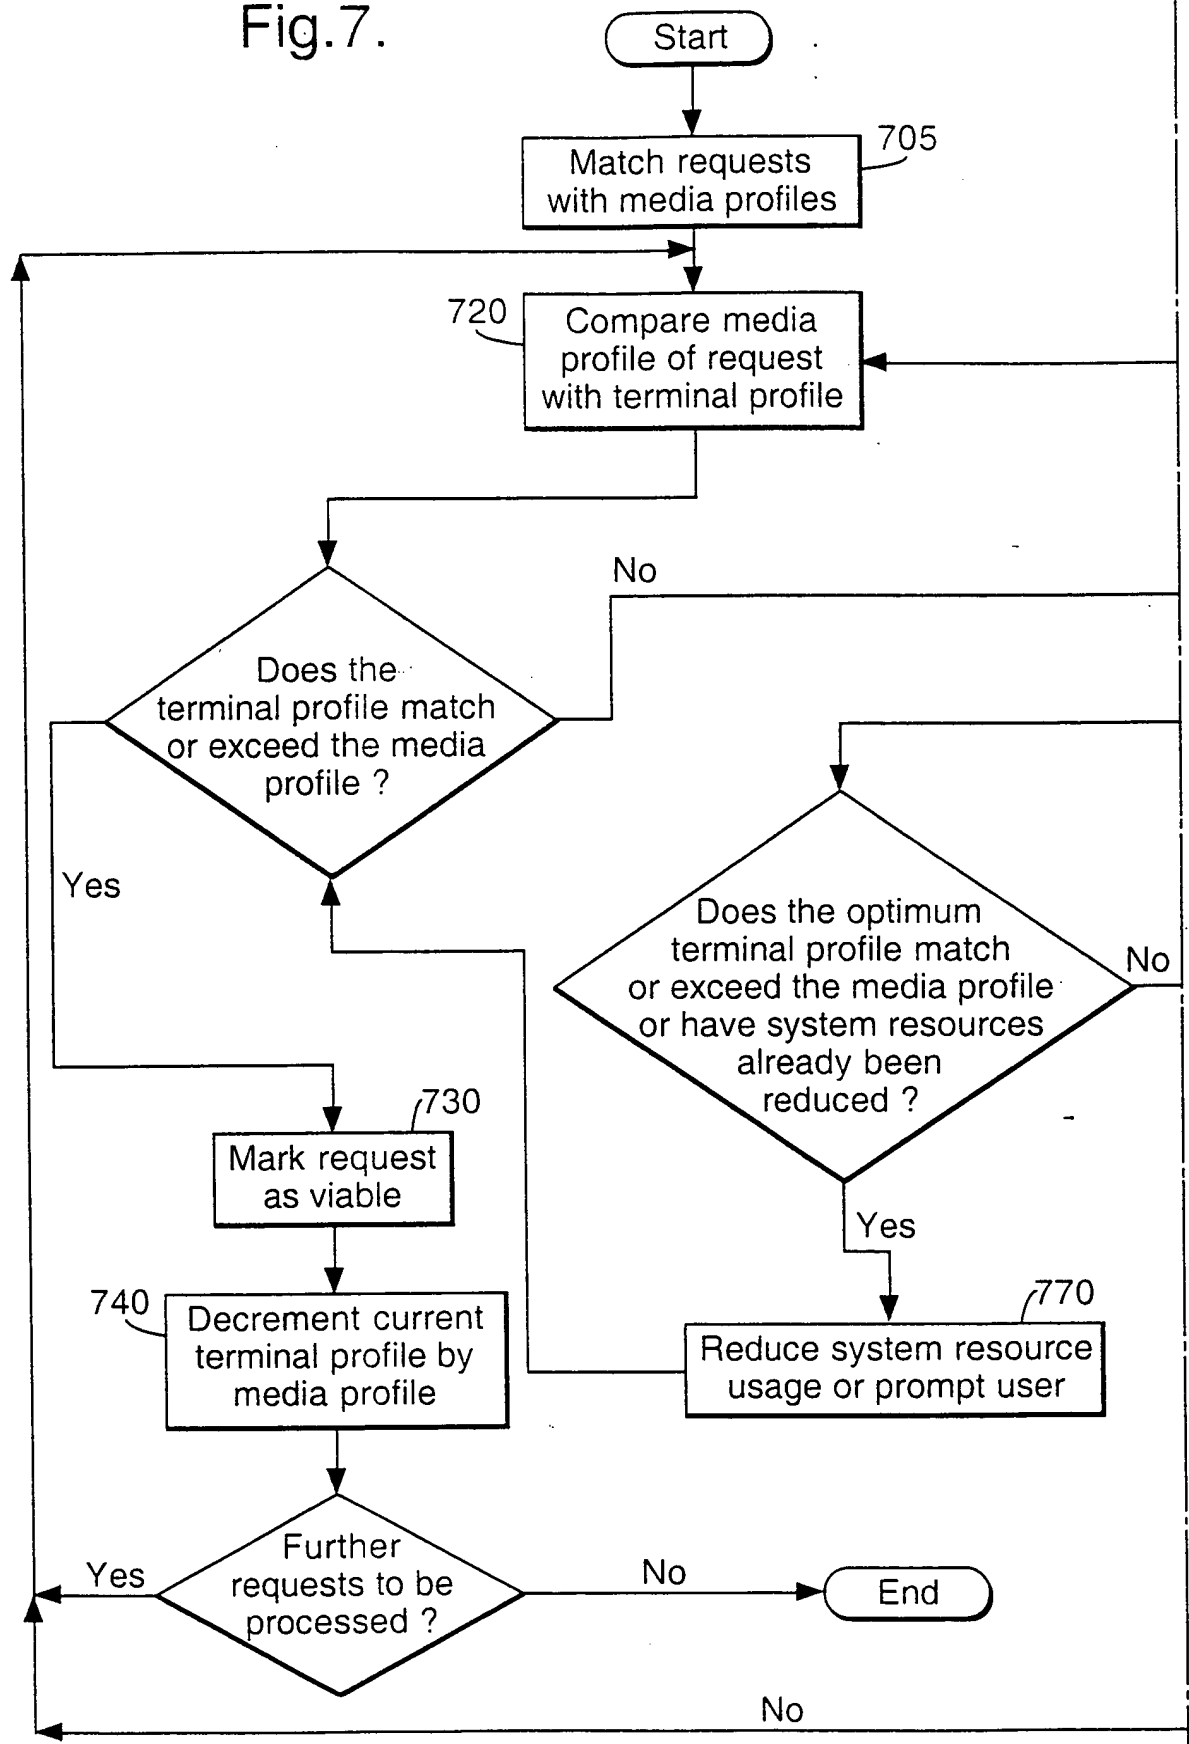 Fig.7.
Start
705
Match requests
with media profiles
720
Compare media
profile of request
with terminal profile
No
Does the
terminal profile match
or exceed the media
profile ?
Yes
Does the optimum
terminal profile match
or exceed the media profile
or have system resources
already been
reduced ?
No
730
Mark request
as viable
Yes
740
Decrement current
terminal profile by
media profile
770
Reduce system resource
usage or prompt user
Further
requests to be
processed ?
Yes
No
End
No